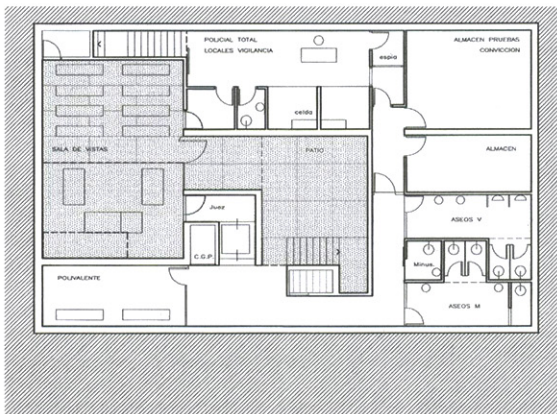 POLICIAL TOTAL
LOCALES VIGILANCIA
ALMACEN PRUEBAS
CONVICCION
espia
celda
SALA DE VISTAS
PATIO
ALMACEN
Juez
ASEOS V
C.G.P.
Minus.
POLIVALENTE
ASEOS M